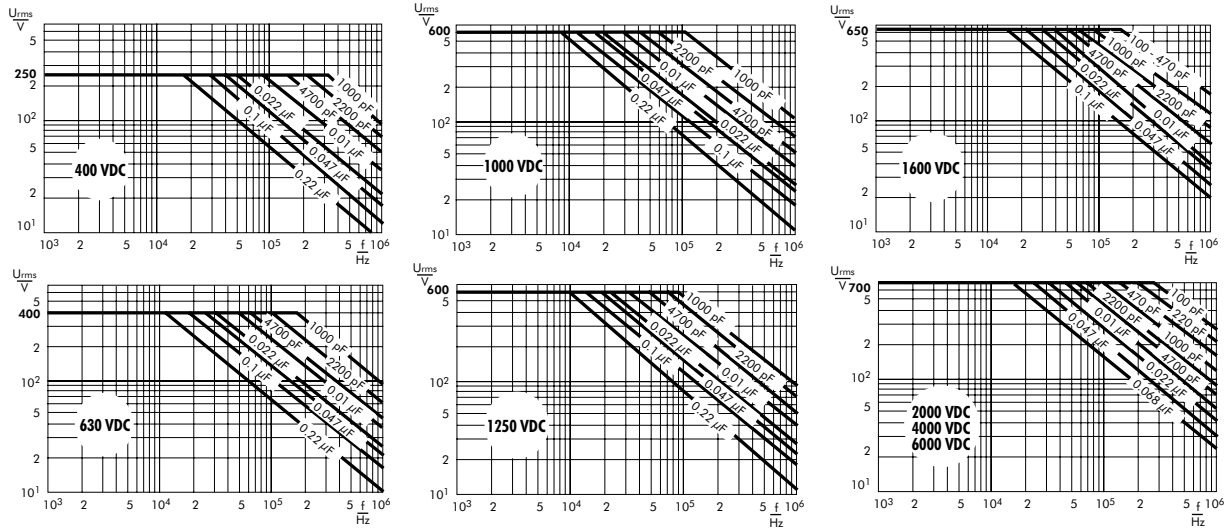 Urms
V
5
250
2
10²
5
400 VDC
2
10¹
10³ 2 5 10⁴ 2 5 10⁵ 2 5 f 10⁶
Hz
1000 pF
2200 pF
4700 pF
0.01 µF
0.022 µF
0.047 µF
0.1 µF
0.22 µF
Urms
V
600
5
2
10²
5
1000 VDC
2
10¹
10³ 2 5 10⁴ 2 5 10⁵ 2 5 f 10⁶
Hz
1000 pF
2200 pF
4700 pF
0.01 µF
0.022 µF
0.047 µF
0.1 µF
0.22 µF
Urms
V
650
5
2
10²
5
1600 VDC
2
10¹
10³ 2 5 10⁴ 2 5 10⁵ 2 5 f 10⁶
Hz
100 - 470 pF
1000 pF
2200 pF
4700 pF
0.01 µF
0.022 µF
0.047 µF
0.1 µF
Urms
V
5
400
2
10²
5
630 VDC
2
10¹
10³ 2 5 10⁴ 2 5 10⁵ 2 5 f 10⁶
Hz
1000 pF
2200 pF
4700 pF
0.01 µF
0.022 µF
0.047 µF
0.1 µF
0.22 µF
Urms
V
600
5
2
10²
5
1250 VDC
2
10¹
10³ 2 5 10⁴ 2 5 10⁵ 2 5 f 10⁶
Hz
1000 pF
2200 pF
4700 pF
0.01 µF
0.022 µF
0.047 µF
0.1 µF
0.22 µF
Urms
V
700
5
2
10²
5
2000 VDC
4000 VDC
6000 VDC
2
10¹
10³ 2 5 10⁴ 2 5 10⁵ 2 5 f 10⁶
Hz
100 pF
220 pF
470 pF
1000 pF
2200 pF
4700 pF
0.01 µF
0.022 µF
0.047 µF
0.068 µF